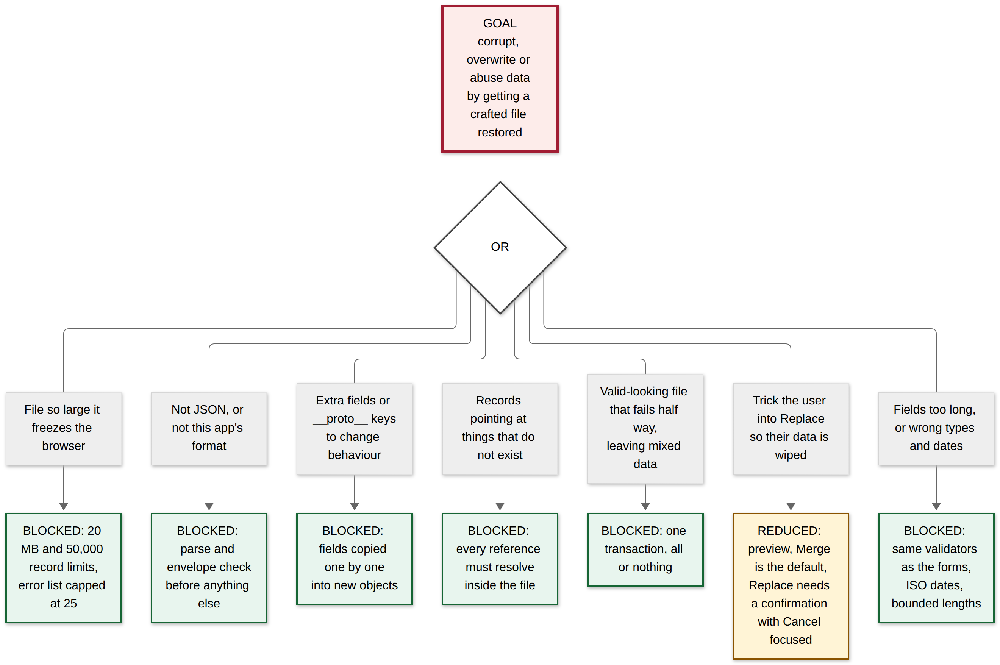 GOAL
corrupt,
overwrite or
abuse data
by getting a
crafted file
restored
OR
File so large it
freezes the
browser
Not JSON, or
not this app's
format
Extra fields or
__proto__ keys
to change
behaviour
Records
pointing at
things that do
not exist
Valid-looking file
that fails half
way,
leaving mixed
data
Trick the user
into Replace
so their data is
wiped
Fields too long,
or wrong types
and dates
BLOCKED: 20
MB and 50,000
record limits,
error list capped
at 25
BLOCKED:
parse and
envelope check
before anything
else
BLOCKED:
fields copied
one by one
into new objects
BLOCKED:
every reference
must resolve
inside the file
BLOCKED: one
transaction, all
or nothing
REDUCED:
preview, Merge
is the default,
Replace needs
a confirmation
with Cancel
focused
BLOCKED:
same validators
as the forms,
ISO dates,
bounded lengths